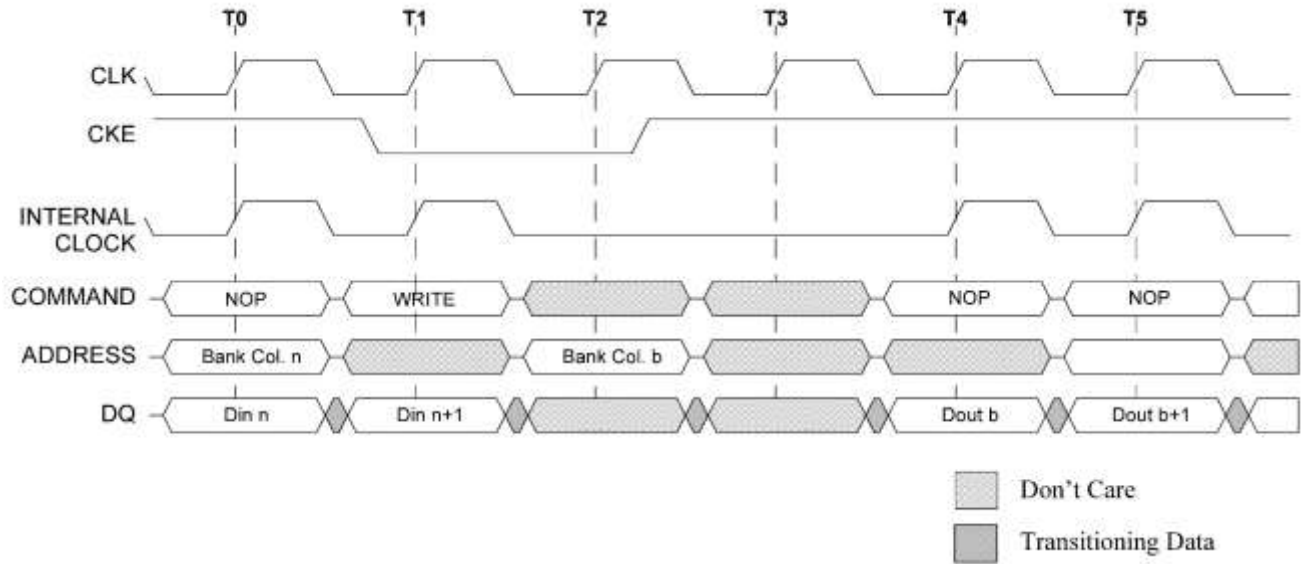 T0 T1 T2 T3 T4 T5
CLK
CKE
INTERNAL
CLOCK
COMMAND NOP WRITE NOP NOP
ADDRESS Bank Col. n Bank Col. b
DQ Din n Din n+1 Dout b Dout b+1
Don't Care
Transitioning Data